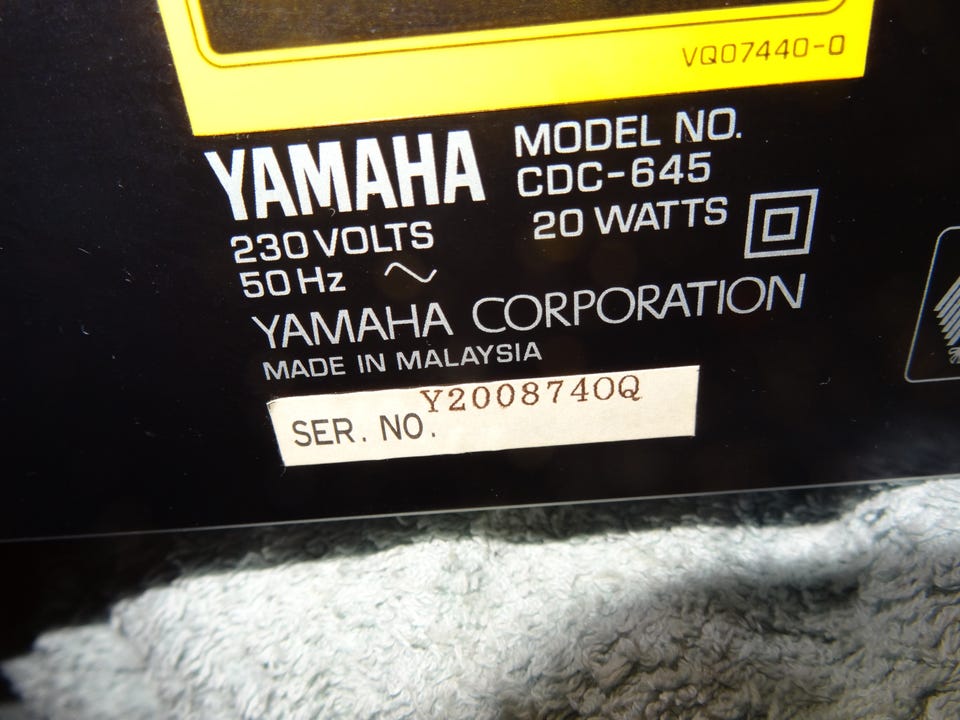 VQ07440-0
YAMAHA
MODEL NO.
CDC-645
230 VOLTS
20 WATTS
50 Hz ~
YAMAHA CORPORATION
MADE IN MALAYSIA
SER. NO. Y2008740Q